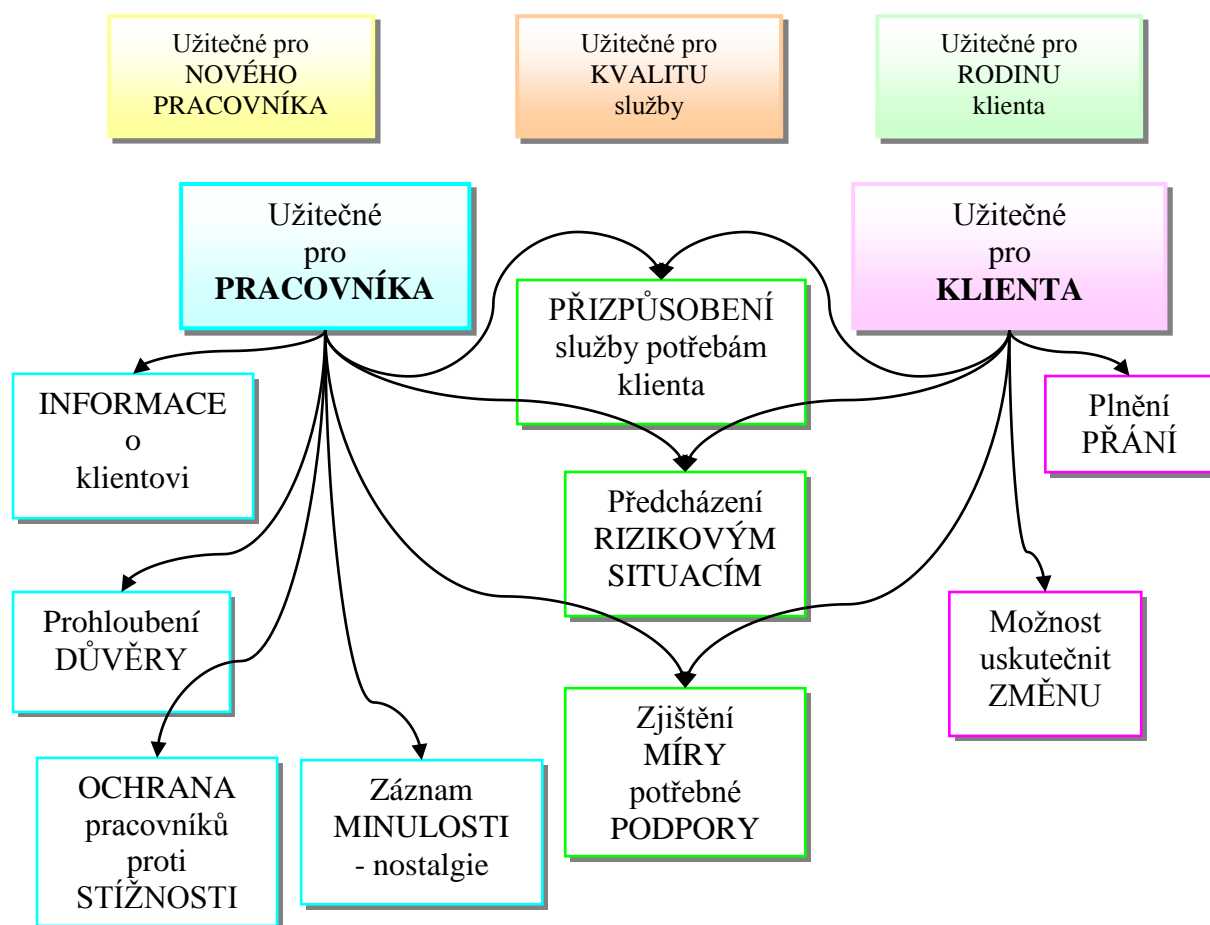 Užitečné pro
NOVÉHO
PRACOVNÍKA
Užitečné pro
KVALITU
služby
Užitečné pro
RODINU
klienta
Užitečné
pro
PRACOVNÍKA
Užitečné
pro
KLIENTA
PŘIZPŮSOBENÍ
služby potřebám
klienta
INFORMACE
o
klientovi
Plnění
PŘÁNÍ
Předcházení
RIZIKOVÝM
SITUACÍM
Prohloubení
DŮVĚRY
Možnost
uskutečnit
ZMĚNU
Zjištění
MÍRY
potřebné
PODPORY
OCHRANA
pracovníků
proti
STÍŽNOSTI
Záznam
MINULOSTI
- nostalgie